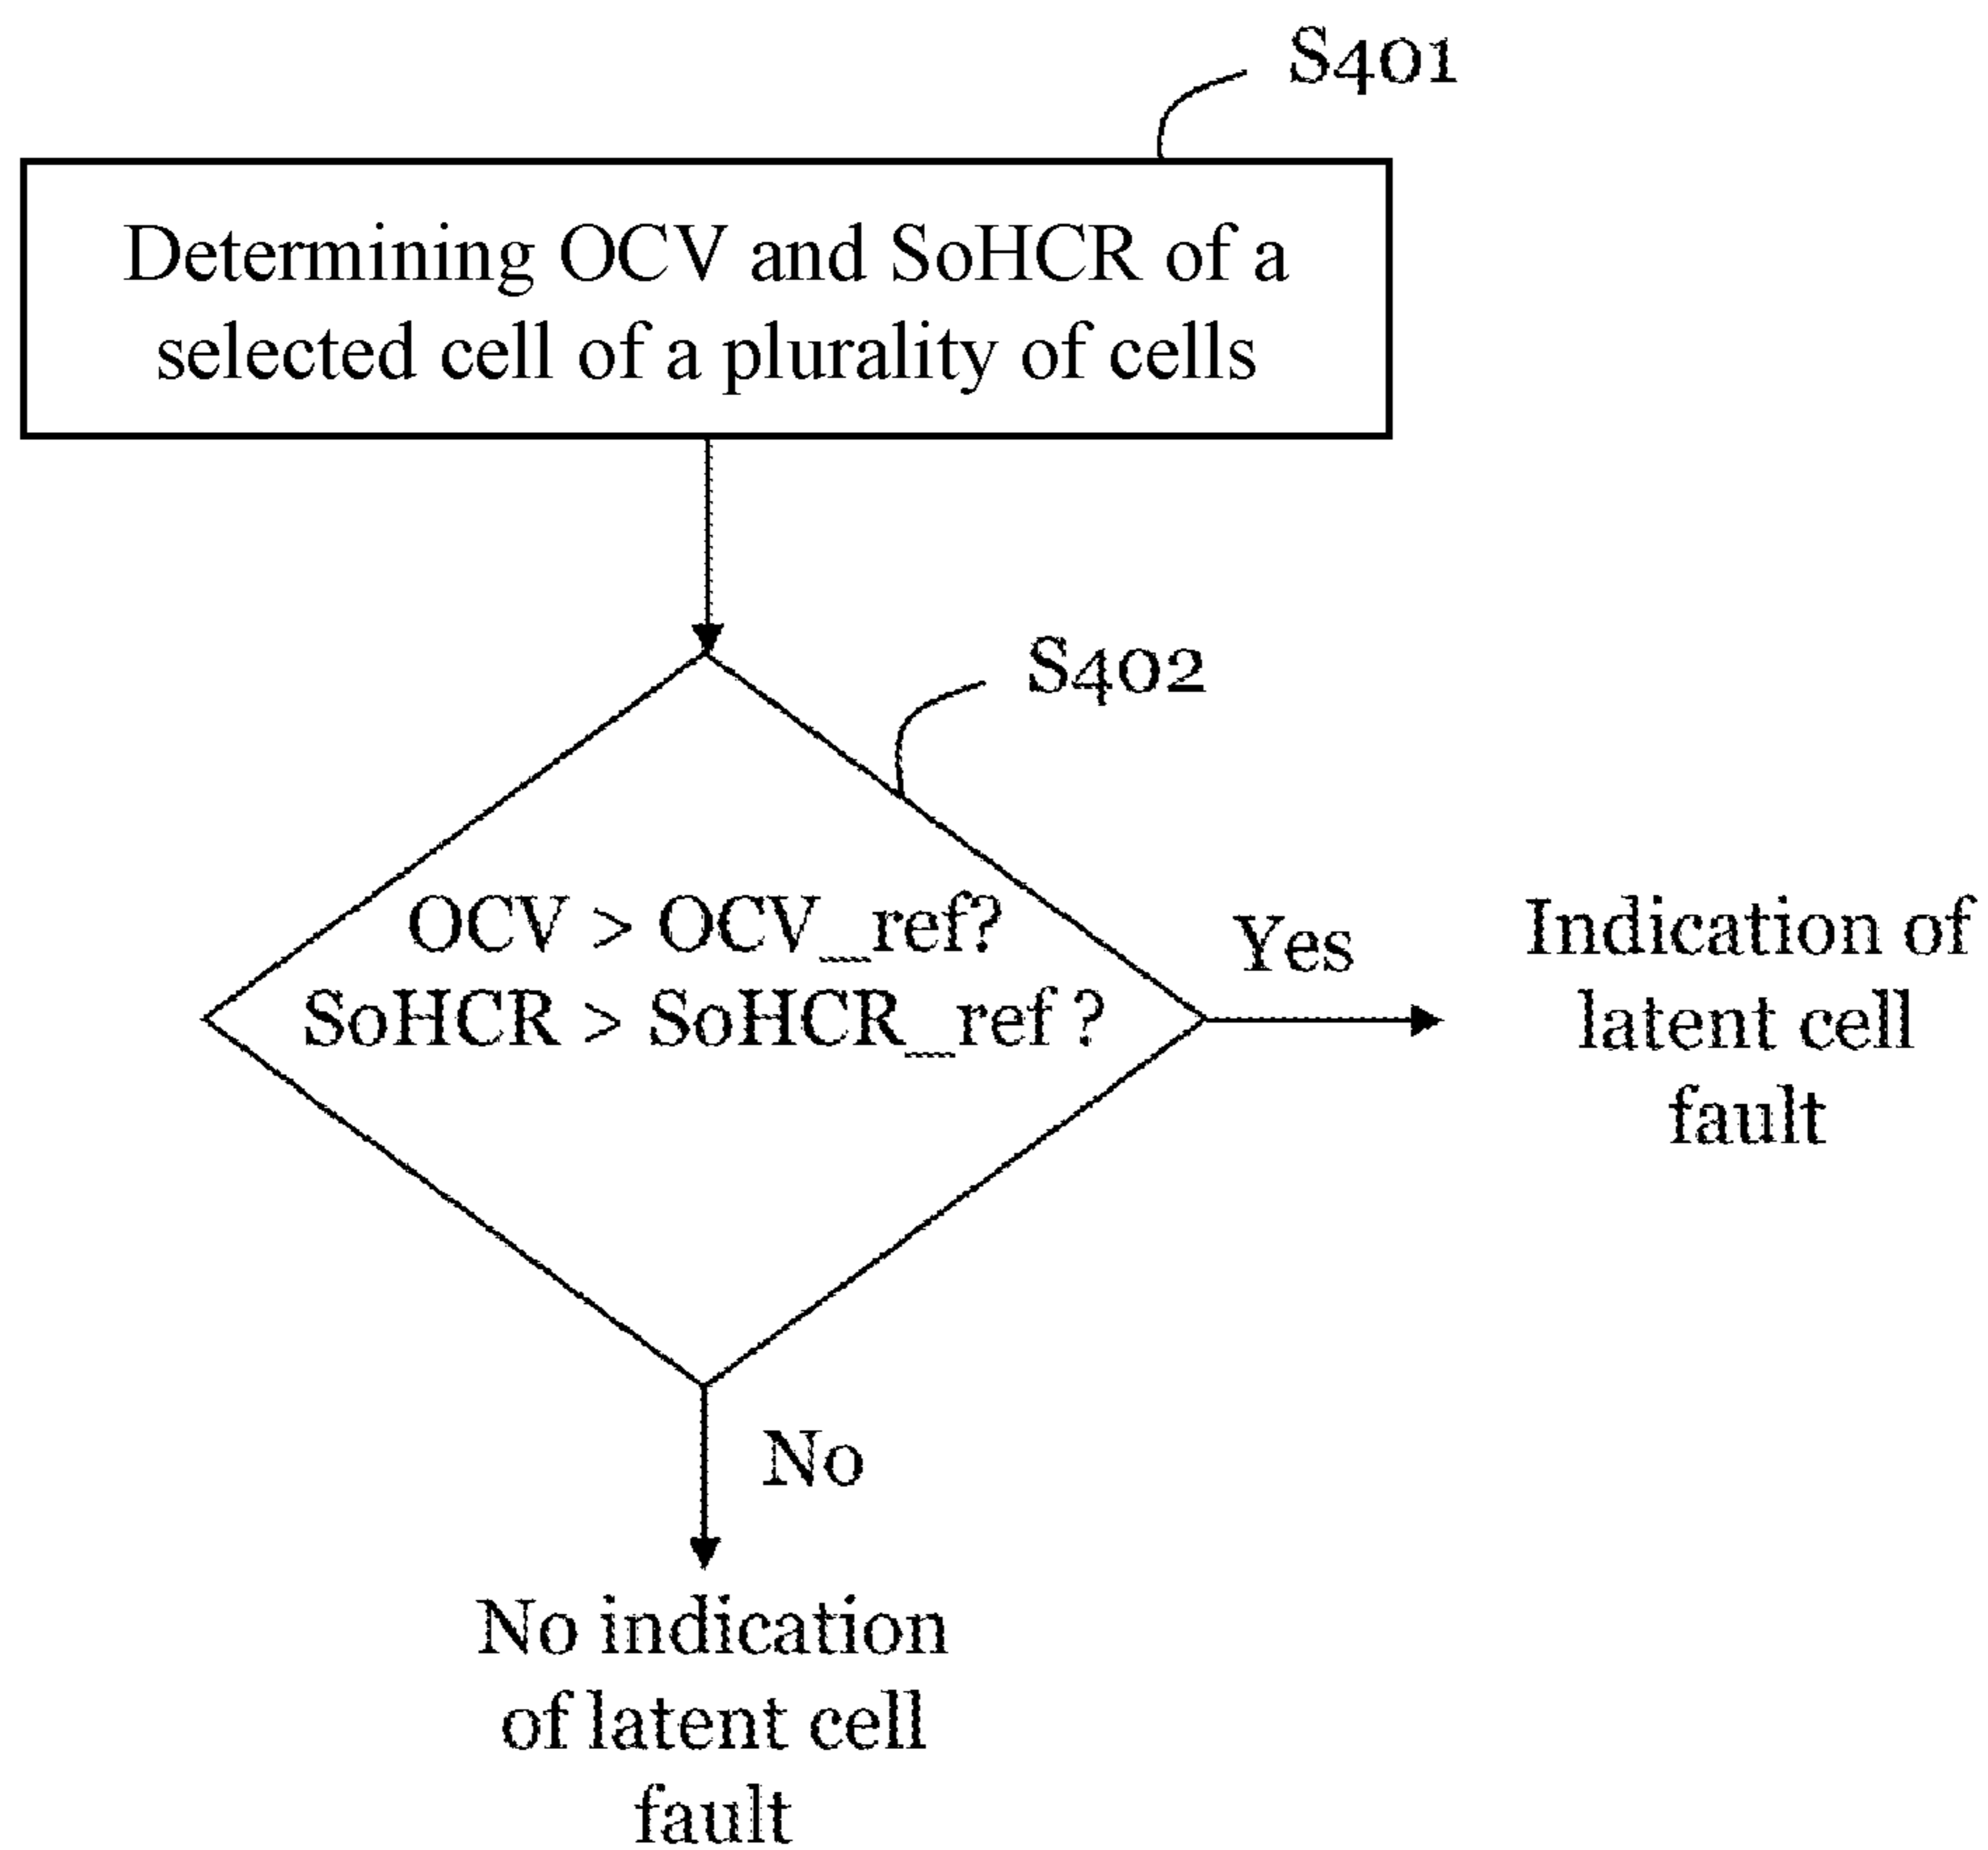 S401
Determining OCV and SoHCR of a
selected cell of a plurality of cells
S402
OCV > OCV_ref?
SoHCR > SoHCR_ref ?
Yes
Indication of
latent cell
fault
No
No indication
of latent cell
fault